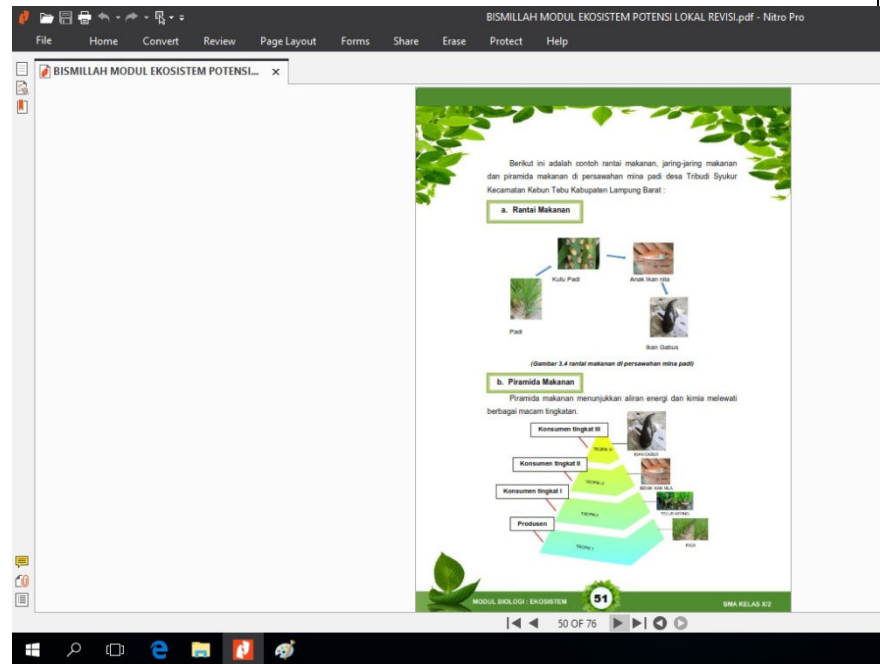 BISMILLAH MODUL EKOSISTEM POTENSI LOKAL REVISI.pdf - Nitro Pro
File Home Convert Review Page Layout Forms Share Erase Protect Help
BISMILLAH MODUL EKOSISTEM POTENSI... ×
Berikut ini adalah contoh rantai makanan, jaring-jaring makanan
dan piramida makanan di persawahan mina padi desa Tribudi Syukur
Kecamatan Kebun Tebu Kabupaten Lampung Barat :
a. Rantai Makanan
Kutu Padi
Anak Ikan nila
Padi
Ikan Gabus
(Gambar 3.4 rantai makanan di persawahan mina padi)
b. Piramida Makanan
Piramida makanan menunjukkan aliran energi dan kimia melewati
berbagai macam tingkatan.
Konsumen tingkat III
IKAN GABUS
Konsumen tingkat II
Konsumen tingkat I
Produsen
PADI
MODUL BIOLOGI : EKOSISTEM
51
SMA KELAS X/2
50 OF 76